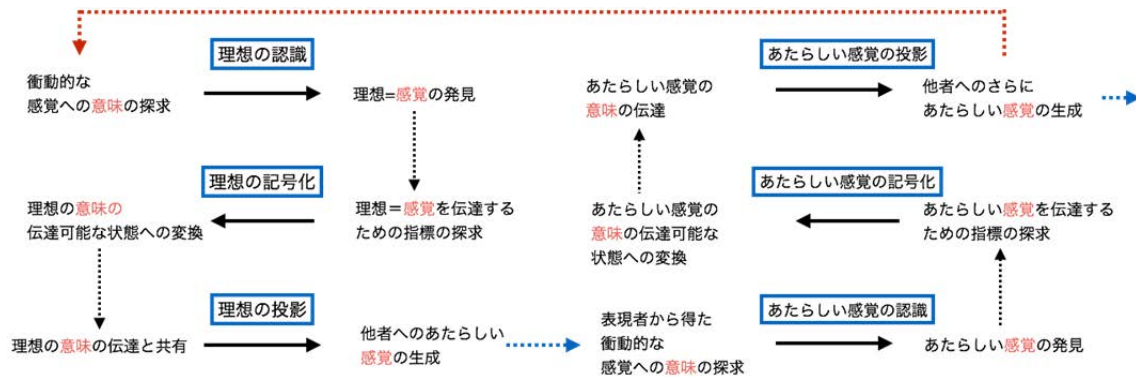 理想の認識
衝動的な
感覚への意味の探求
理想=感覚の発見
理想の記号化
理想＝感覚を伝達する
ための指標の探求
理想の意味の
伝達可能な状態への変換
理想の投影
理想の意味の伝達と共有
他者へのあたらしい
感覚の生成
表現者から得た
衝動的な
感覚への意味の探求
あたらしい感覚の認識
あたらしい感覚の発見
あたらしい感覚を伝達する
ための指標の探求
あたらしい感覚の記号化
あたらしい感覚の
意味の伝達可能な
状態への変換
あたらしい感覚の
意味の伝達
あたらしい感覚の投影
他者へのさらに
あたらしい感覚の生成